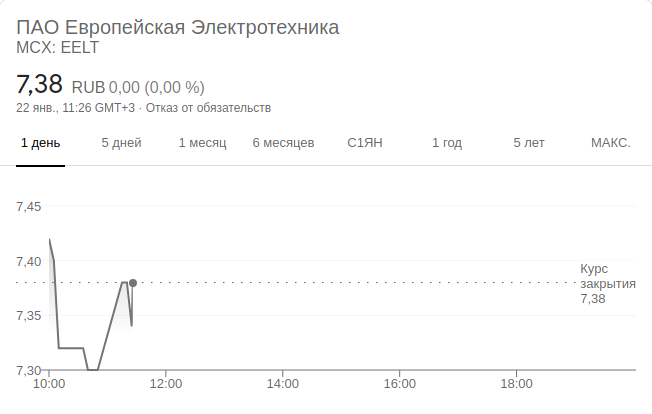 ПАО Европейская Электротехника
MCX: EELT
7,38 RUB 0,00 (0,00 %)
22 янв., 11:26 GMT+3 · Отказ от обязательств
1 день 5 дней 1 месяц 6 месяцев С1ЯН 1 год 5 лет МАКС.
7,45
7,40
Курс
закрытия
7,38
7,35
7,30
10:00 12:00 14:00 16:00 18:00